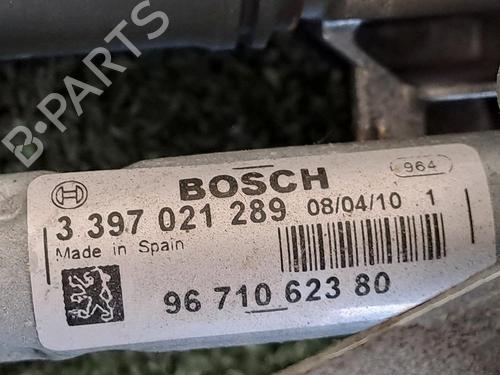 B-PARTS
BOSCH
964
3 397 021 289 08/04/10 1
Made in Spain
96 710 623 80